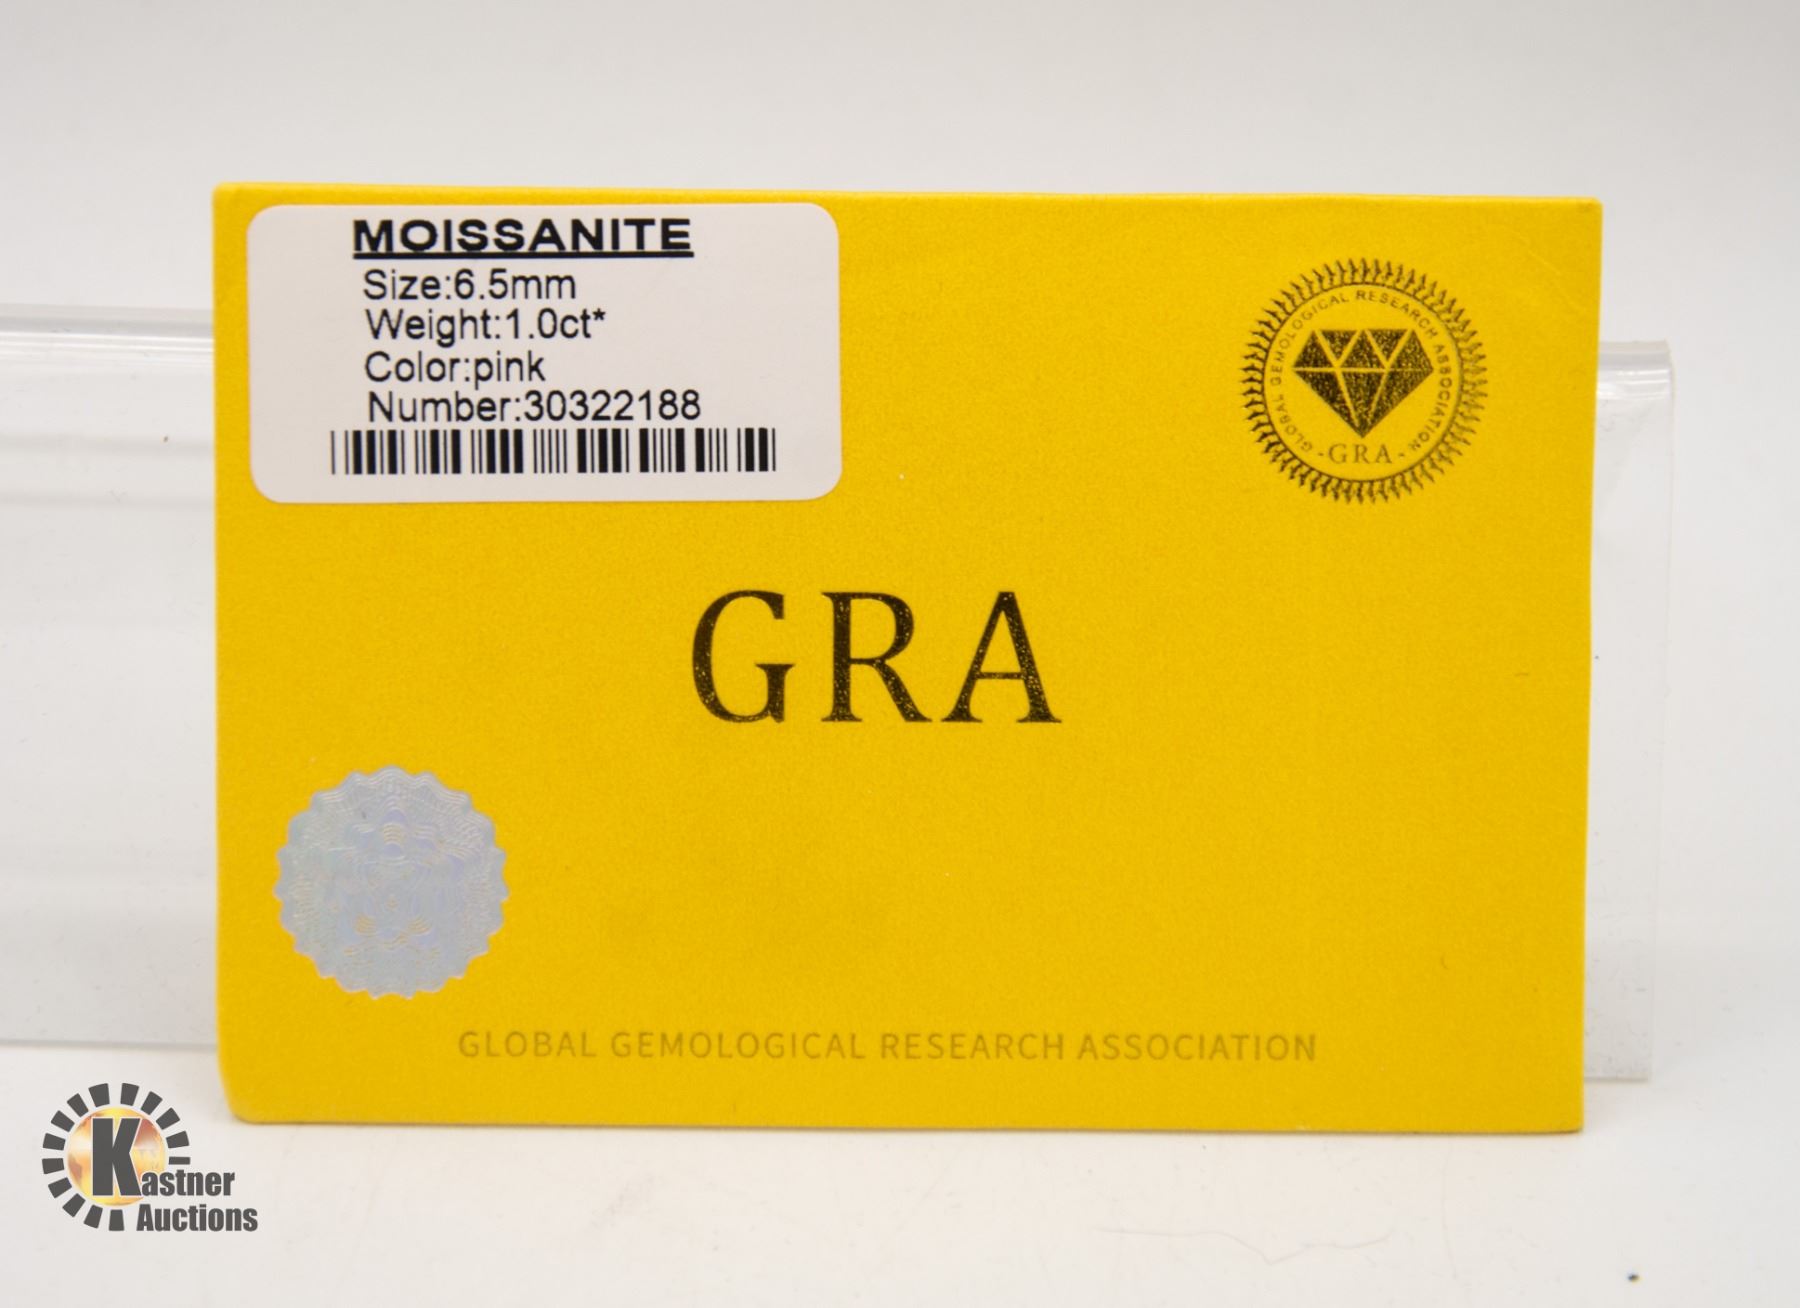 MOISSANITE
Size:6.5mm
Weight:1.0ct*
Color:pink
Number:30322188
GLOBAL GEMOLOGICAL RESEARCH ASSOCIATION
-GRA-
GRA
GLOBAL GEMOLOGICAL RESEARCH ASSOCIATION
Kastner
Auctions